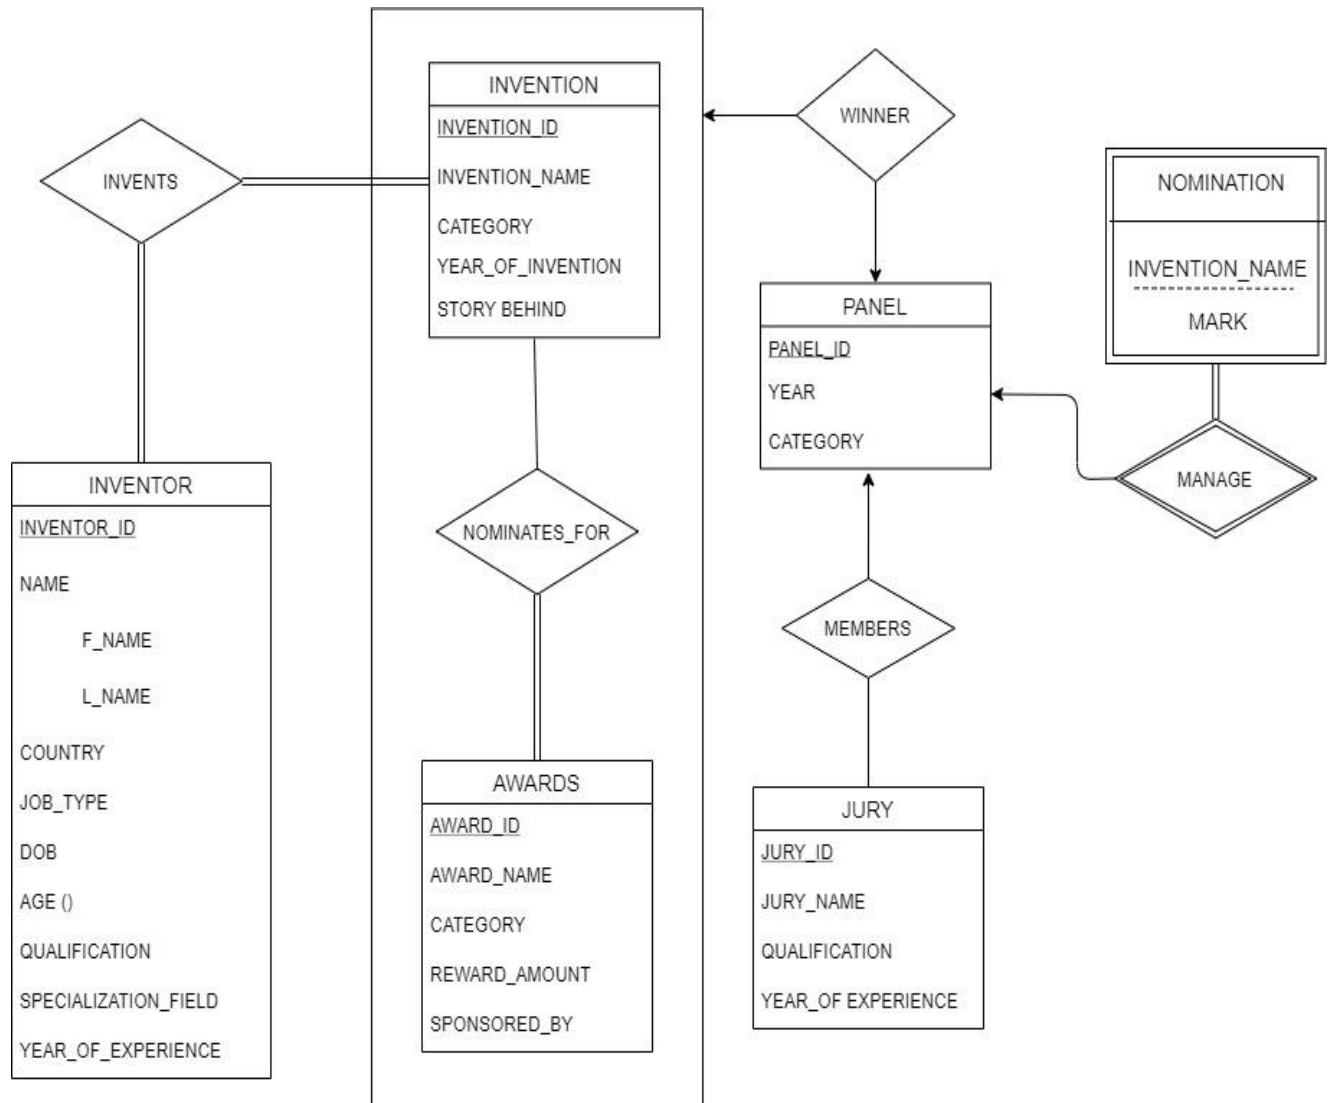 INVENTION
INVENTION_ID
INVENTION_NAME
CATEGORY
YEAR_OF_INVENTION
STORY BEHIND
WINNER
INVENTS
NOMINATION
INVENTION_NAME
MARK
PANEL
PANEL_ID
YEAR
CATEGORY
MANAGE
INVENTOR
INVENTOR_ID
NAME
F_NAME
L_NAME
COUNTRY
JOB_TYPE
DOB
AGE ()
QUALIFICATION
SPECIALIZATION_FIELD
YEAR_OF_EXPERIENCE
NOMINATES_FOR
MEMBERS
AWARDS
AWARD_ID
AWARD_NAME
CATEGORY
REWARD_AMOUNT
SPONSORED_BY
JURY
JURY_ID
JURY_NAME
QUALIFICATION
YEAR_OF EXPERIENCE